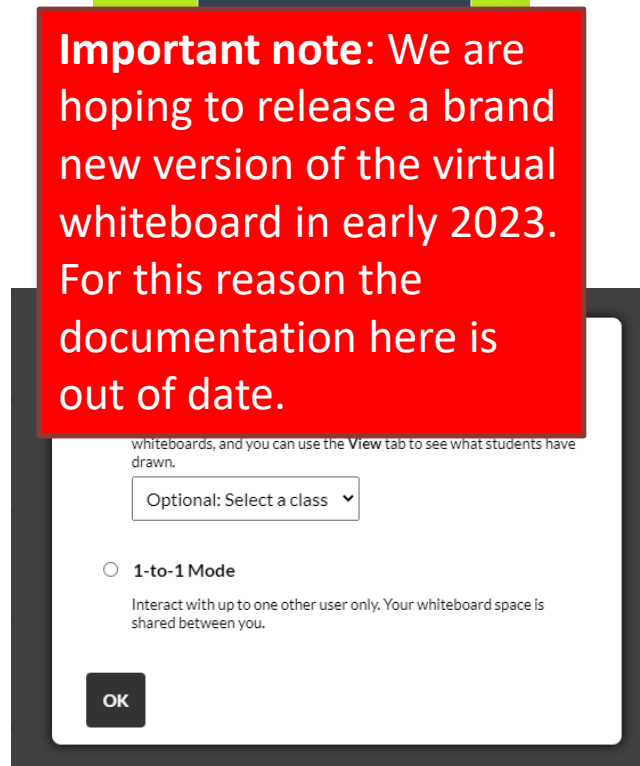 Important note: We are
hoping to release a brand
new version of the virtual
whiteboard in early 2023.
For this reason the
documentation here is
out of date.
whiteboards, and you can use the View tab to see what students have
drawn.
Optional: Select a class
1-to-1 Mode
Interact with up to one other user only. Your whiteboard space is
shared between you.
OK